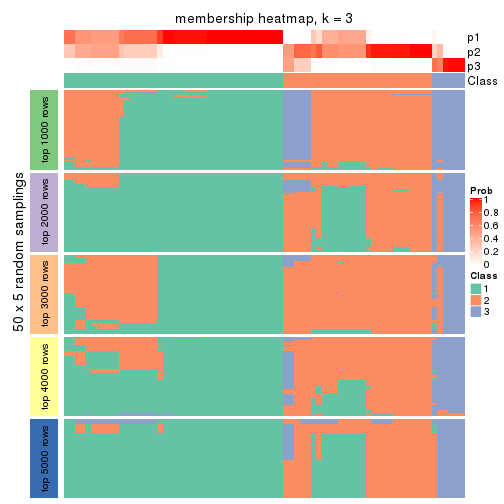 membership heatmap, k = 3
p1
p2
p3
Class
50 x 5 random samplings
top 1000 rows
top 2000 rows
top 3000 rows
top 4000 rows
top 5000 rows
Prob
1
0.8
0.6
0.4
0.2
0
Class
1
2
3